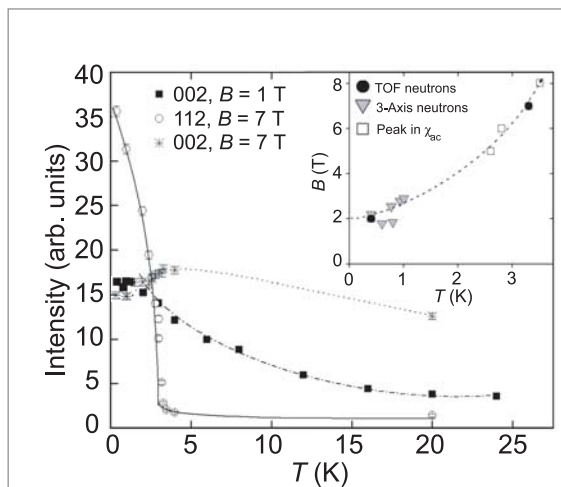 40
35
30
25
20
15
10
5
0
Intensity (arb. units)
002, B = 1 T
112, B = 7 T
002, B = 7 T
0 5 10 15 20 25
T (K)
8
6
4
2
0
B (T)
TOF neutrons
3-Axis neutrons
Peak in χac
1 2 3
T (K)